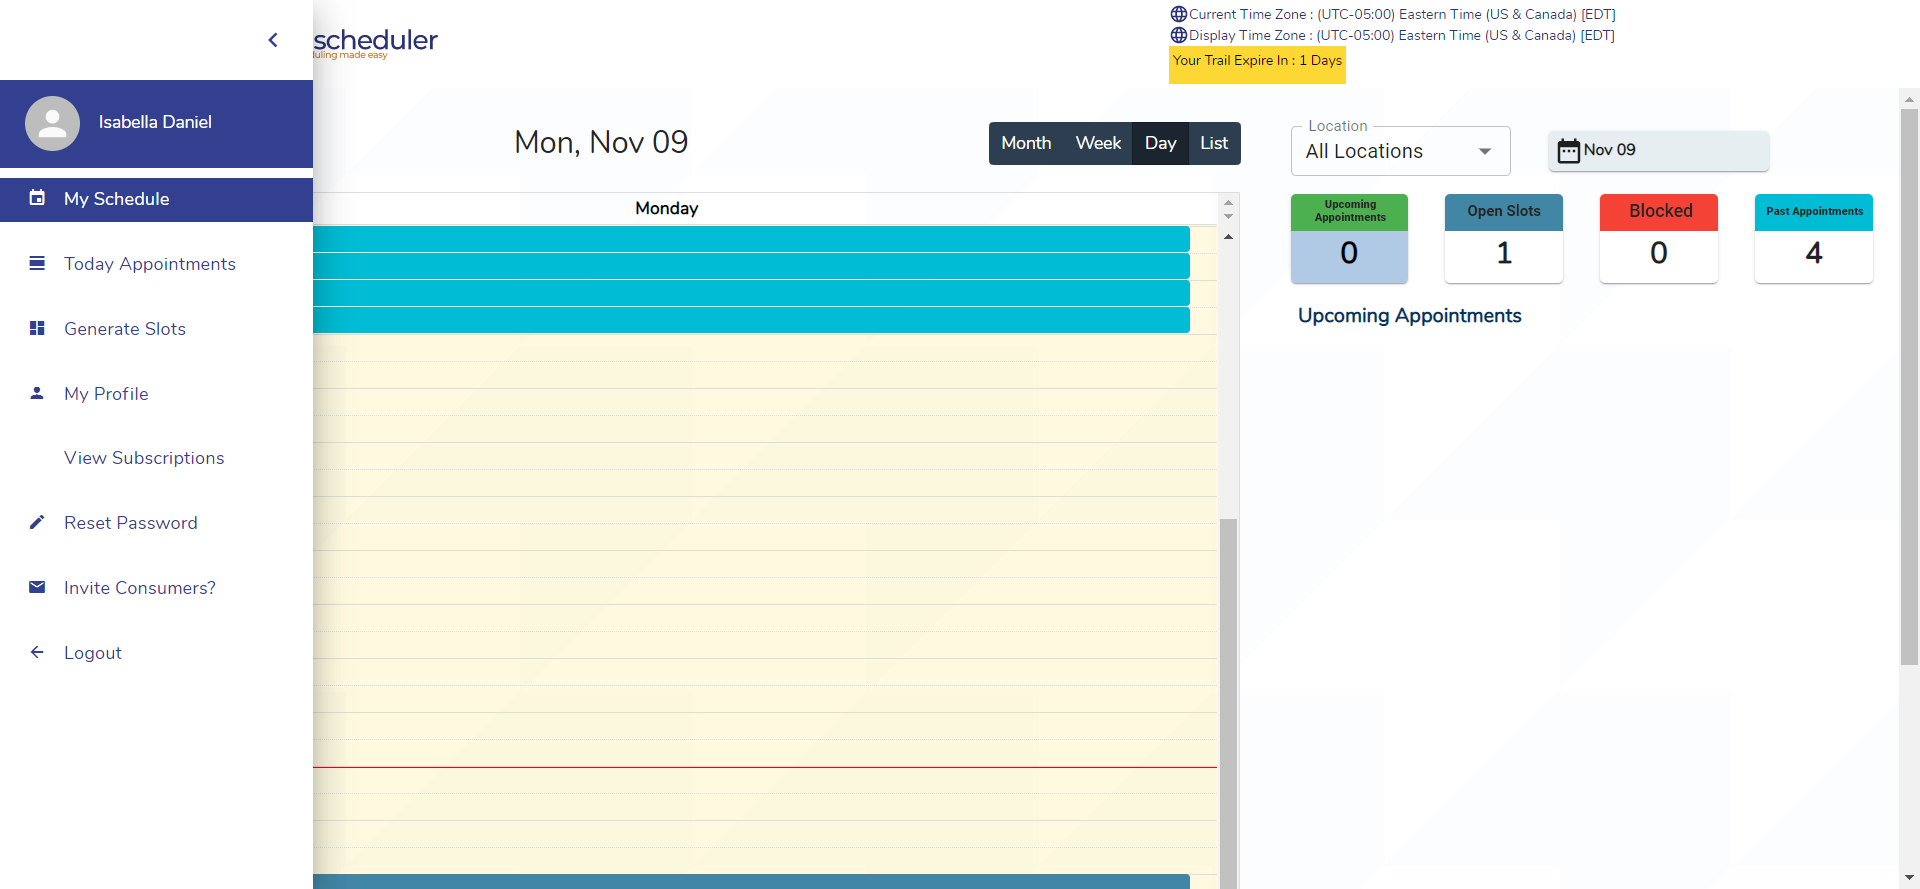 scheduler
duling made easy
Current Time Zone : (UTC-05:00) Eastern Time (US & Canada) [EDT]
Display Time Zone : (UTC-05:00) Eastern Time (US & Canada) [EDT]
Your Trail Expire In : 1 Days
Isabella Daniel
My Schedule
Today Appointments
Generate Slots
My Profile
View Subscriptions
Reset Password
Invite Consumers?
Logout
Mon, Nov 09
Month Week Day List
Monday
Location
All Locations
Nov 09
Upcoming
Appointments
0
Open Slots
1
Blocked
0
Past Appointments
4
Upcoming Appointments